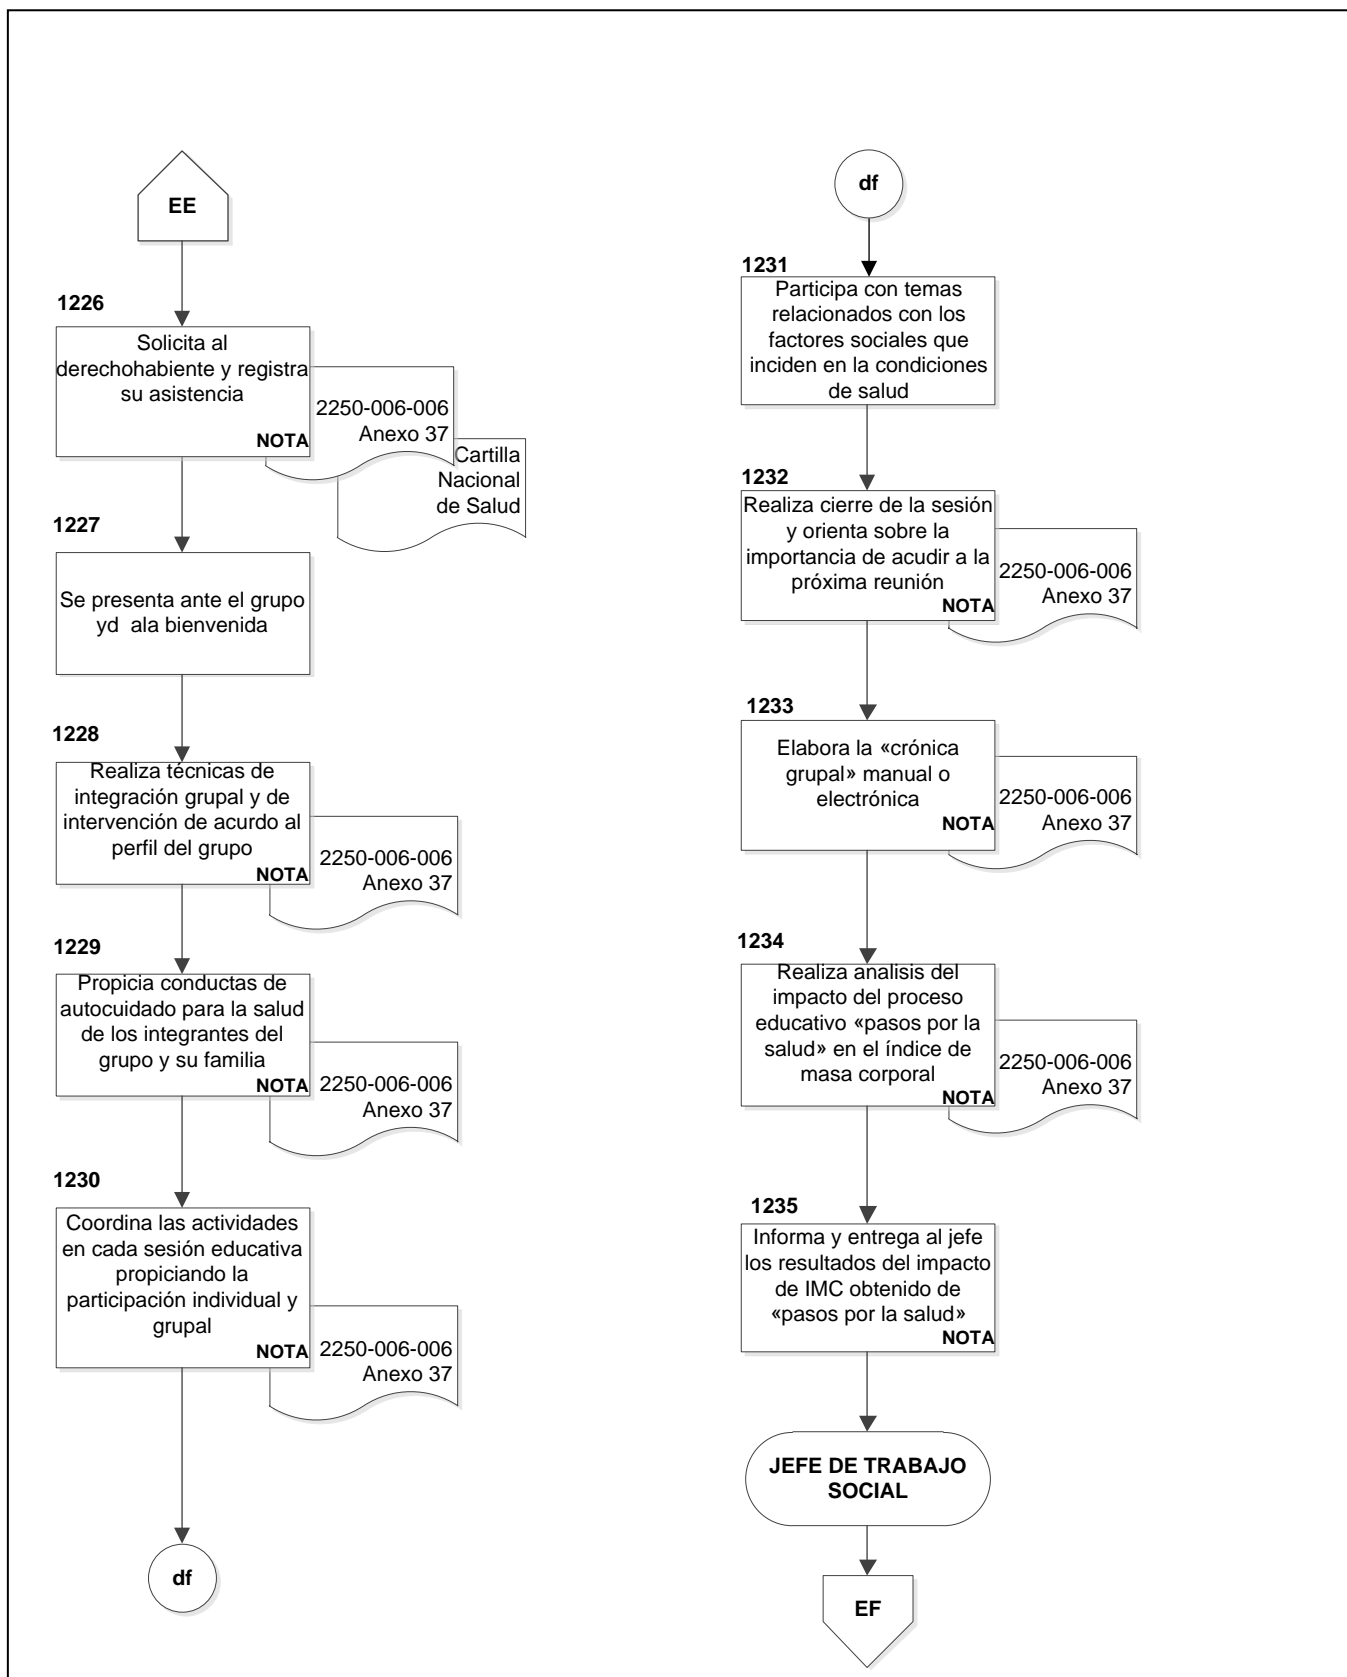 EE
1226
Solicita al
derechohabiente y registra
su asistencia
NOTA
2250-006-006
Anexo 37
Cartilla
Nacional
de Salud
1227
Se presenta ante el grupo
yd  ala bienvenida
1228
Realiza técnicas de
integración grupal y de
intervención de acurdo al
perfil del grupo
NOTA
2250-006-006
Anexo 37
1229
Propicia conductas de
autocuidado para la salud
de los integrantes del
grupo y su familia
NOTA
2250-006-006
Anexo 37
1230
Coordina las actividades
en cada sesión educativa
propiciando la
participación individual y
grupal
NOTA
2250-006-006
Anexo 37
df
df
1231
Participa con temas
relacionados con los
factores sociales que
inciden en la condiciones
de salud
1232
Realiza cierre de la sesión
y orienta sobre la
importancia de acudir a la
próxima reunión
NOTA
2250-006-006
Anexo 37
1233
Elabora la «crónica
grupal» manual o
electrónica
NOTA
2250-006-006
Anexo 37
1234
Realiza analisis del
impacto del proceso
educativo «pasos por la
salud» en el índice de
masa corporal
NOTA
2250-006-006
Anexo 37
1235
Informa y entrega al jefe
los resultados del impacto
de IMC obtenido de
«pasos por la salud»
NOTA
JEFE DE TRABAJO
SOCIAL
EF